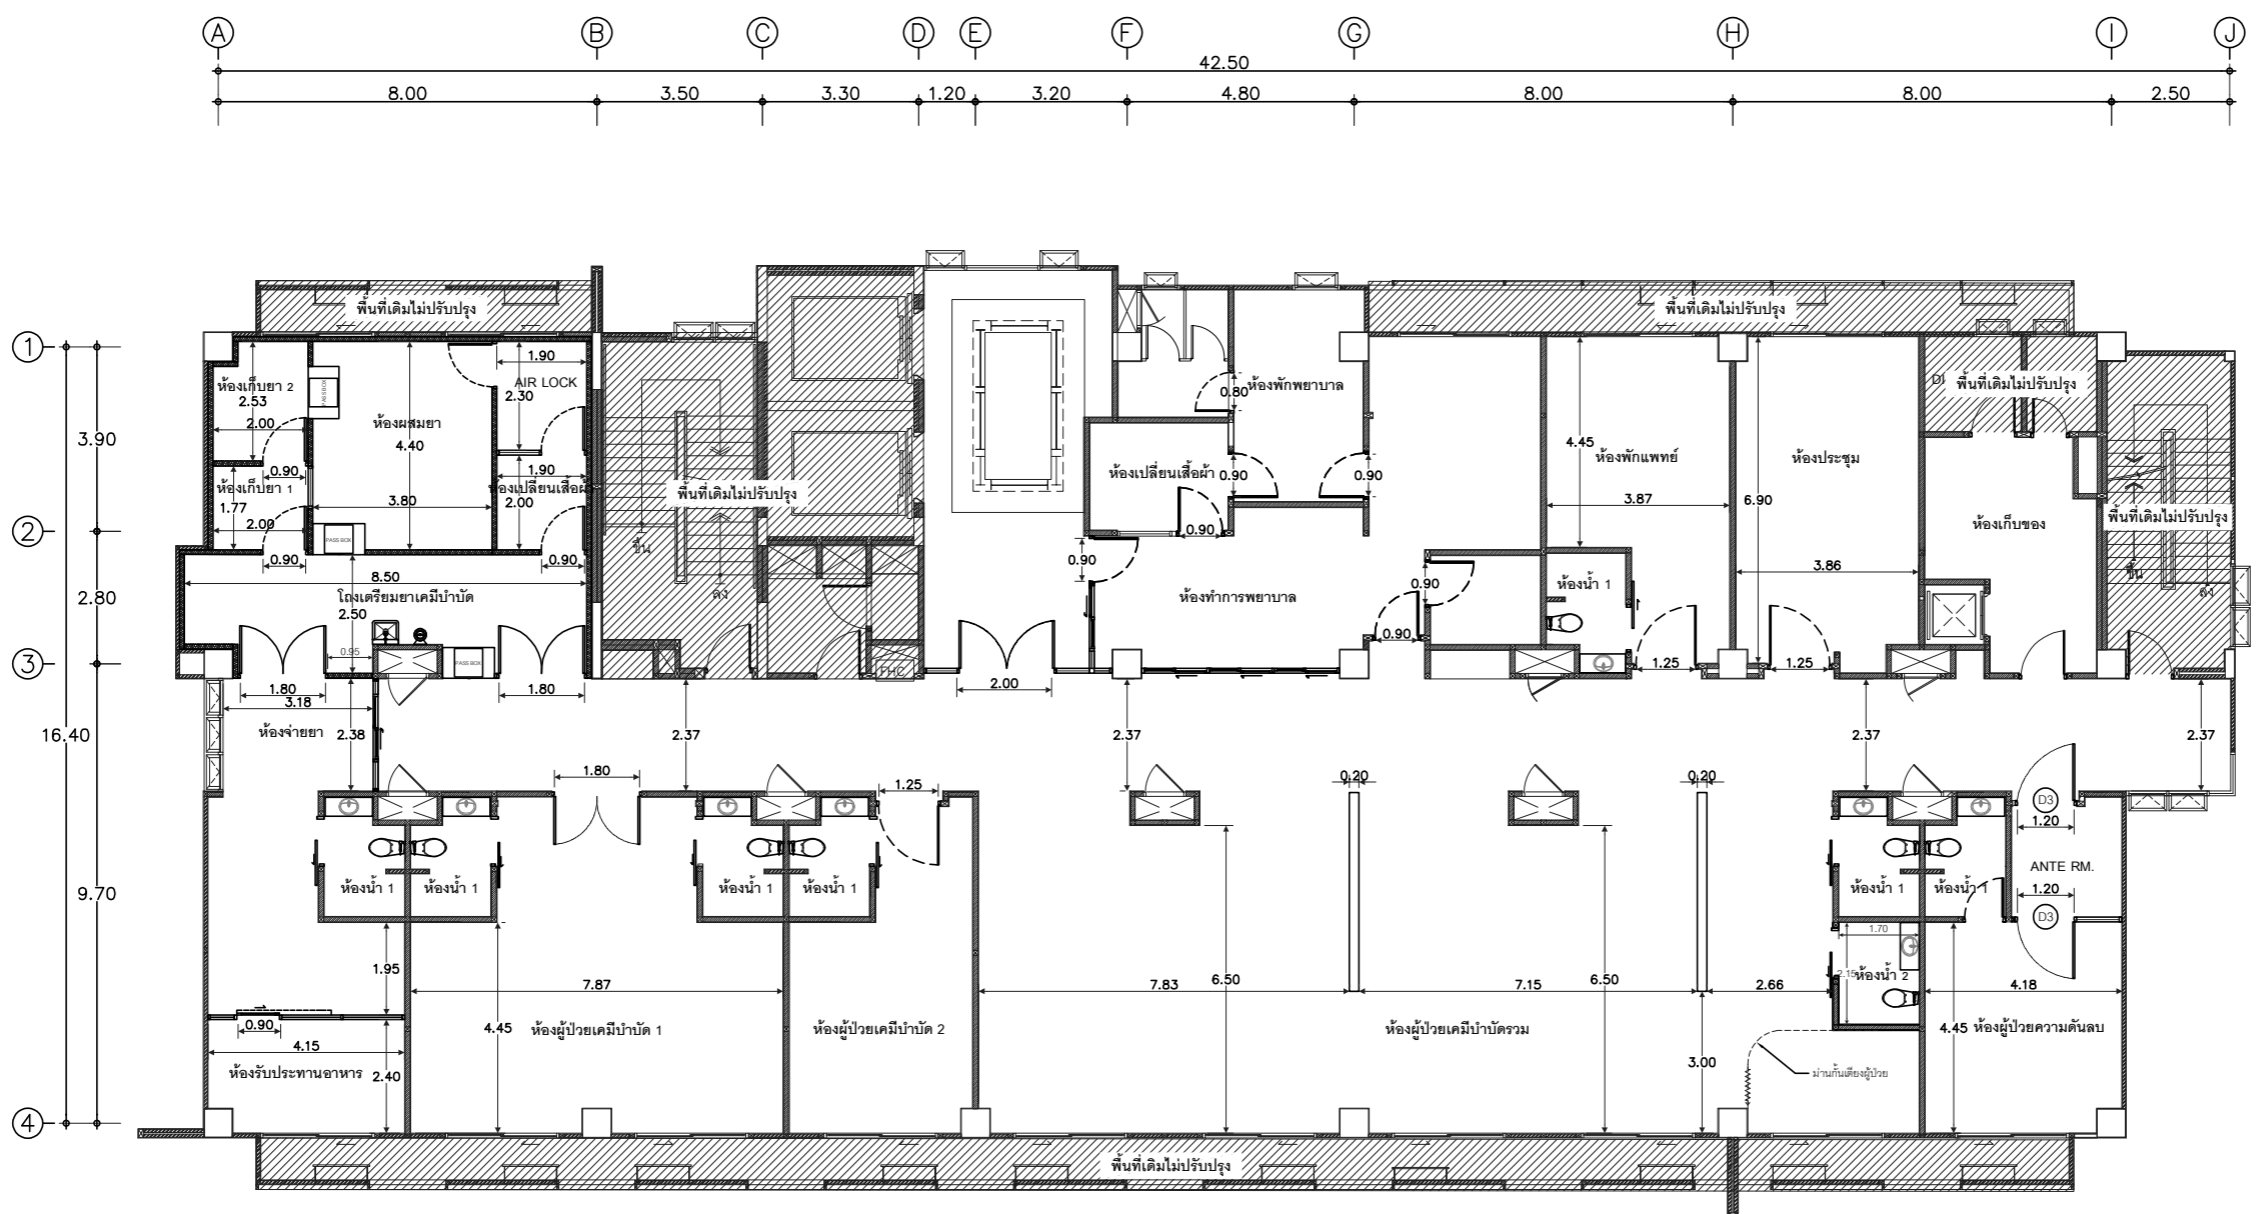 A B C D E F G H I J
42.50
8.00 3.50 3.30 1.20 3.20 4.80 8.00 8.00 2.50
พื้นที่เดิมไม่ปรับปรุง
พื้นที่เดิมไม่ปรับปรุง
1
1.90
AIR LOCK
2.30
ห้องเก็บยา 2
2.53
2.00
PASS BOX
ห้องผสมยา
4.40
3.80
3.90
0.90
ห้องเก็บยา 1
1.77
2.00
1.90
ห้องเปลี่ยนเสื้อผ้า
2.00
พื้นที่เดิมไม่ปรับปรุง
ห้องพักพยาบาล
0.80
ห้องเปลี่ยนเสื้อผ้า
0.90
0.90
0.90
4.45
ห้องพักแพทย์
3.87
ห้องประชุม
6.90
3.86
DI
พื้นที่เดิมไม่ปรับปรุง
ห้องเก็บของ
พื้นที่เดิมไม่ปรับปรุง
2
PASS BOX
ขึ้น
0.90
0.90
8.50
2.80
โถงเตรียมยาเคมีบำบัด
2.50
ลง
0.90
ห้องทำการพยาบาล
0.90
0.90
ห้องน้ำ 1
ขึ้น
ลง
3
0.95
PASS BOX
FHC
1.80
1.80
2.00
1.25
1.25
3.18
ห้องจ่ายยา
2.38
2.37
2.37
2.37
2.37
16.40
1.80
1.25
0.20
0.20
D3
1.20
ANTE RM.
1.20
D3
9.70
ห้องน้ำ 1
ห้องน้ำ 1
ห้องน้ำ 1
ห้องน้ำ 1
ห้องน้ำ 1
ห้องน้ำ 1
1.70
1.95
2.15
ห้องน้ำ 2
7.87
7.83
6.50
7.15
6.50
2.66
4.18
0.90
4.45
ห้องผู้ป่วยเคมีบำบัด 1
ห้องผู้ป่วยเคมีบำบัด 2
ห้องผู้ป่วยเคมีบำบัดรวม
4.45
ห้องผู้ป่วยความดันลบ
4.15
ห้องรับประทานอาหาร
2.40
3.00
ม่านกั้นเตียงผู้ป่วย
4
พื้นที่เดิมไม่ปรับปรุง